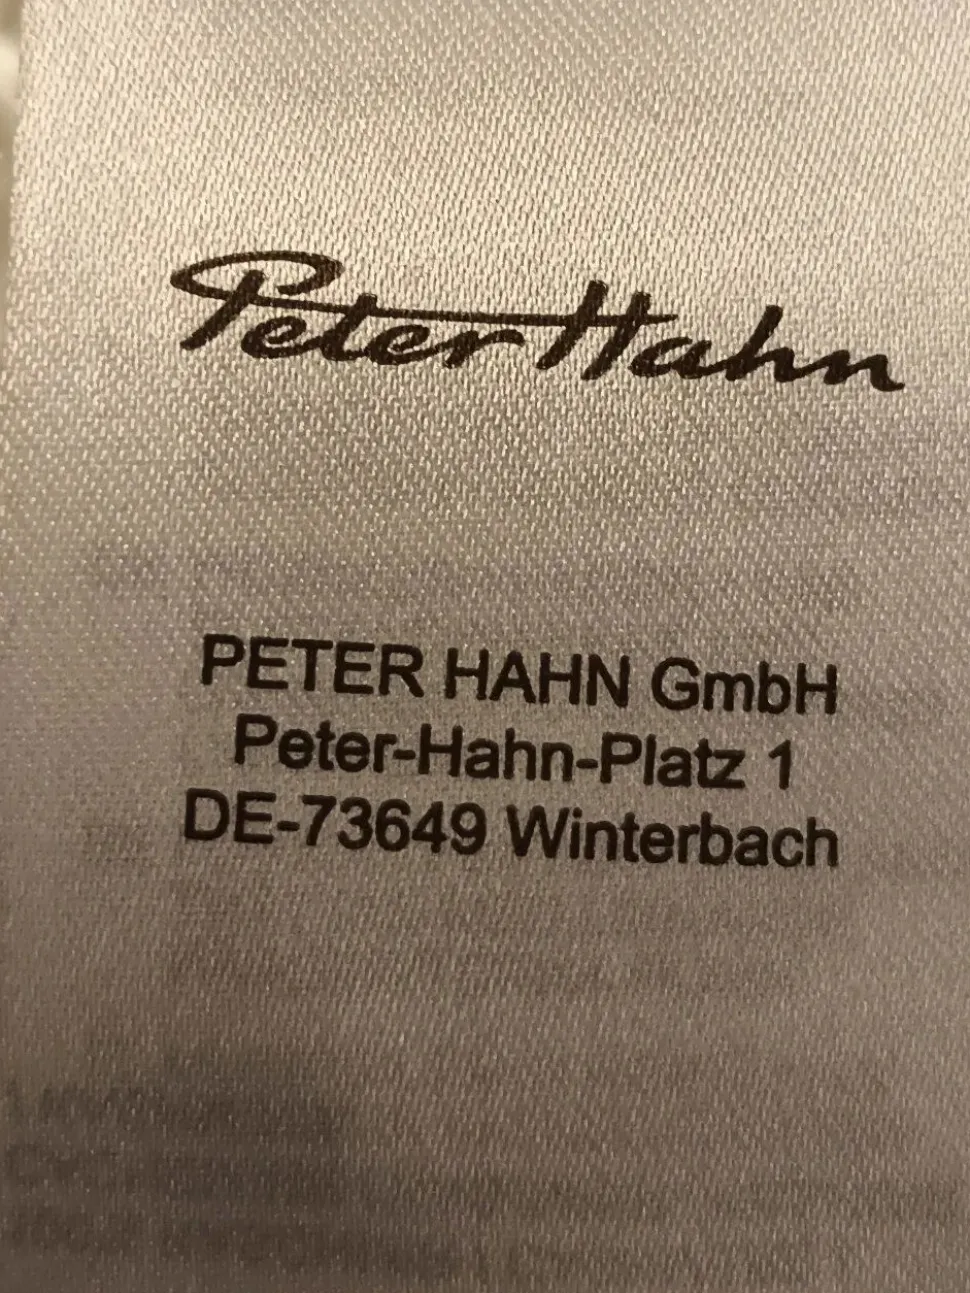 Peter Hahn
PETER HAHN GmbH
Peter-Hahn-Platz 1
DE-73649 Winterbach